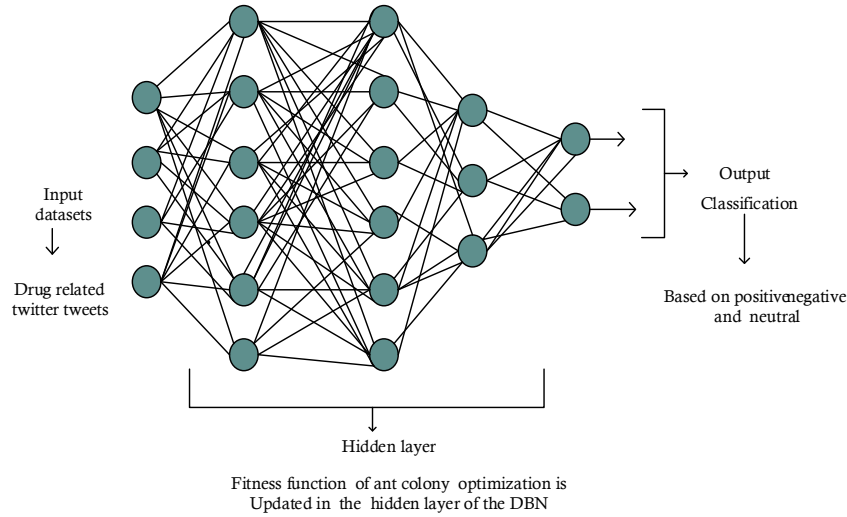 Input
datasets
Drug related
twitter tweets
Output
Classification
Based on positivenegative
and neutral
Hidden layer
Fitness function of ant colony optimization is
Updated in the hidden layer of the DBN